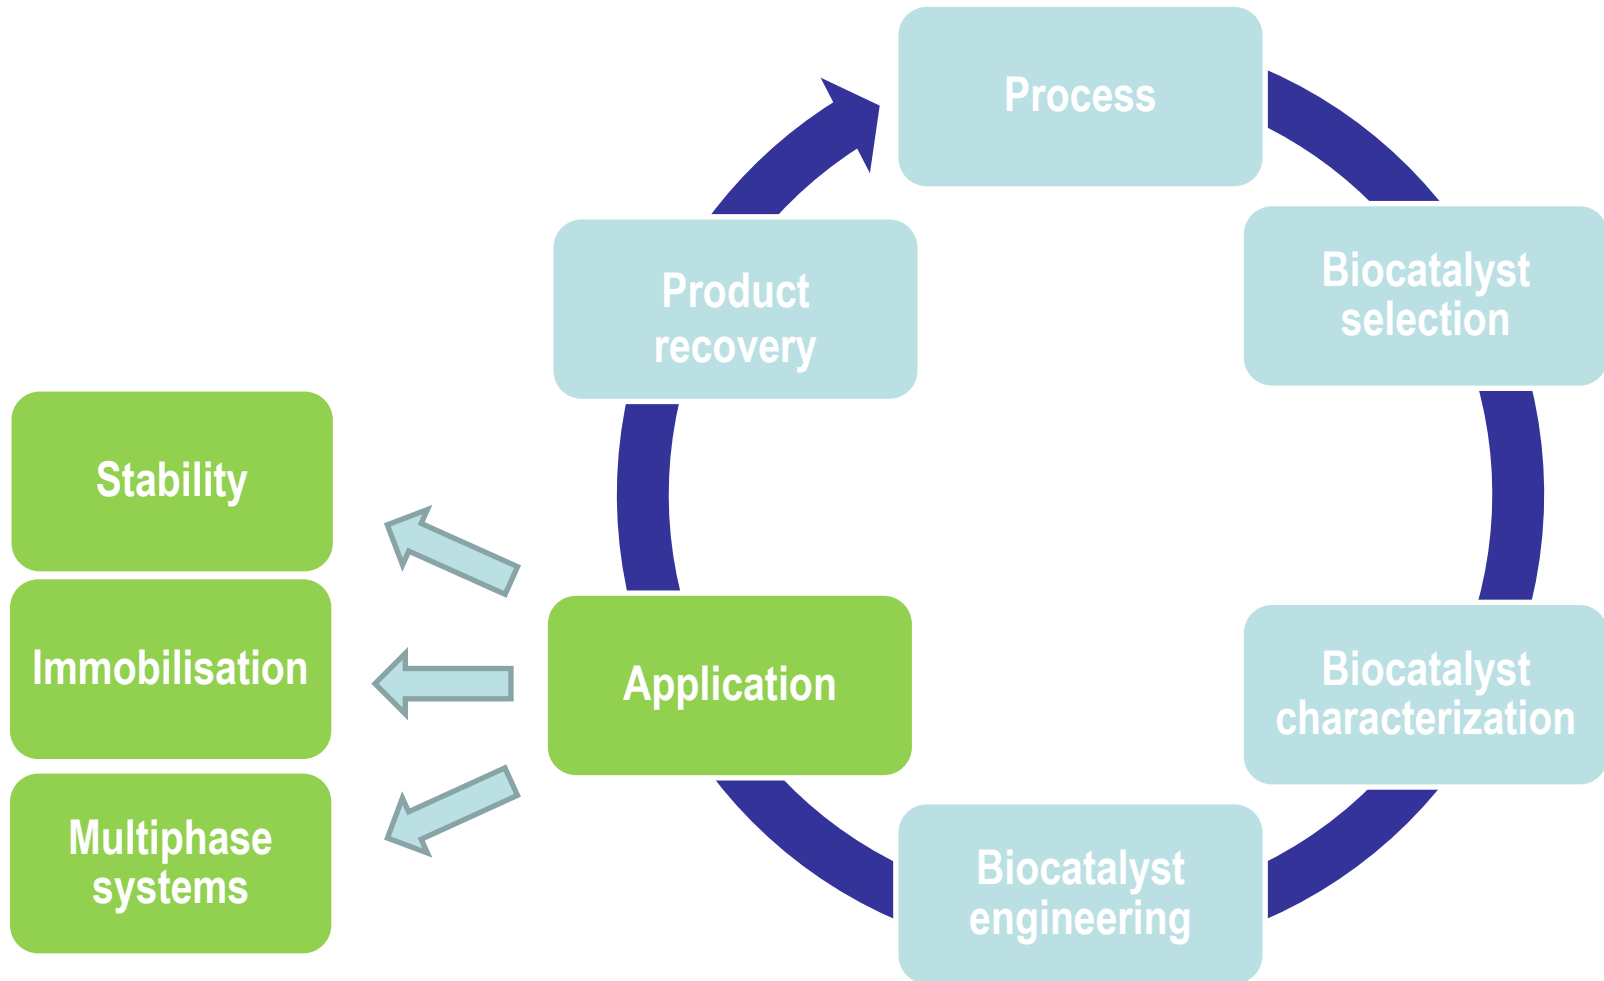 Process
Biocatalyst
selection
Product
recovery
Stability
Immobilisation
Application
Biocatalyst
characterization
Multiphase
systems
Biocatalyst
engineering